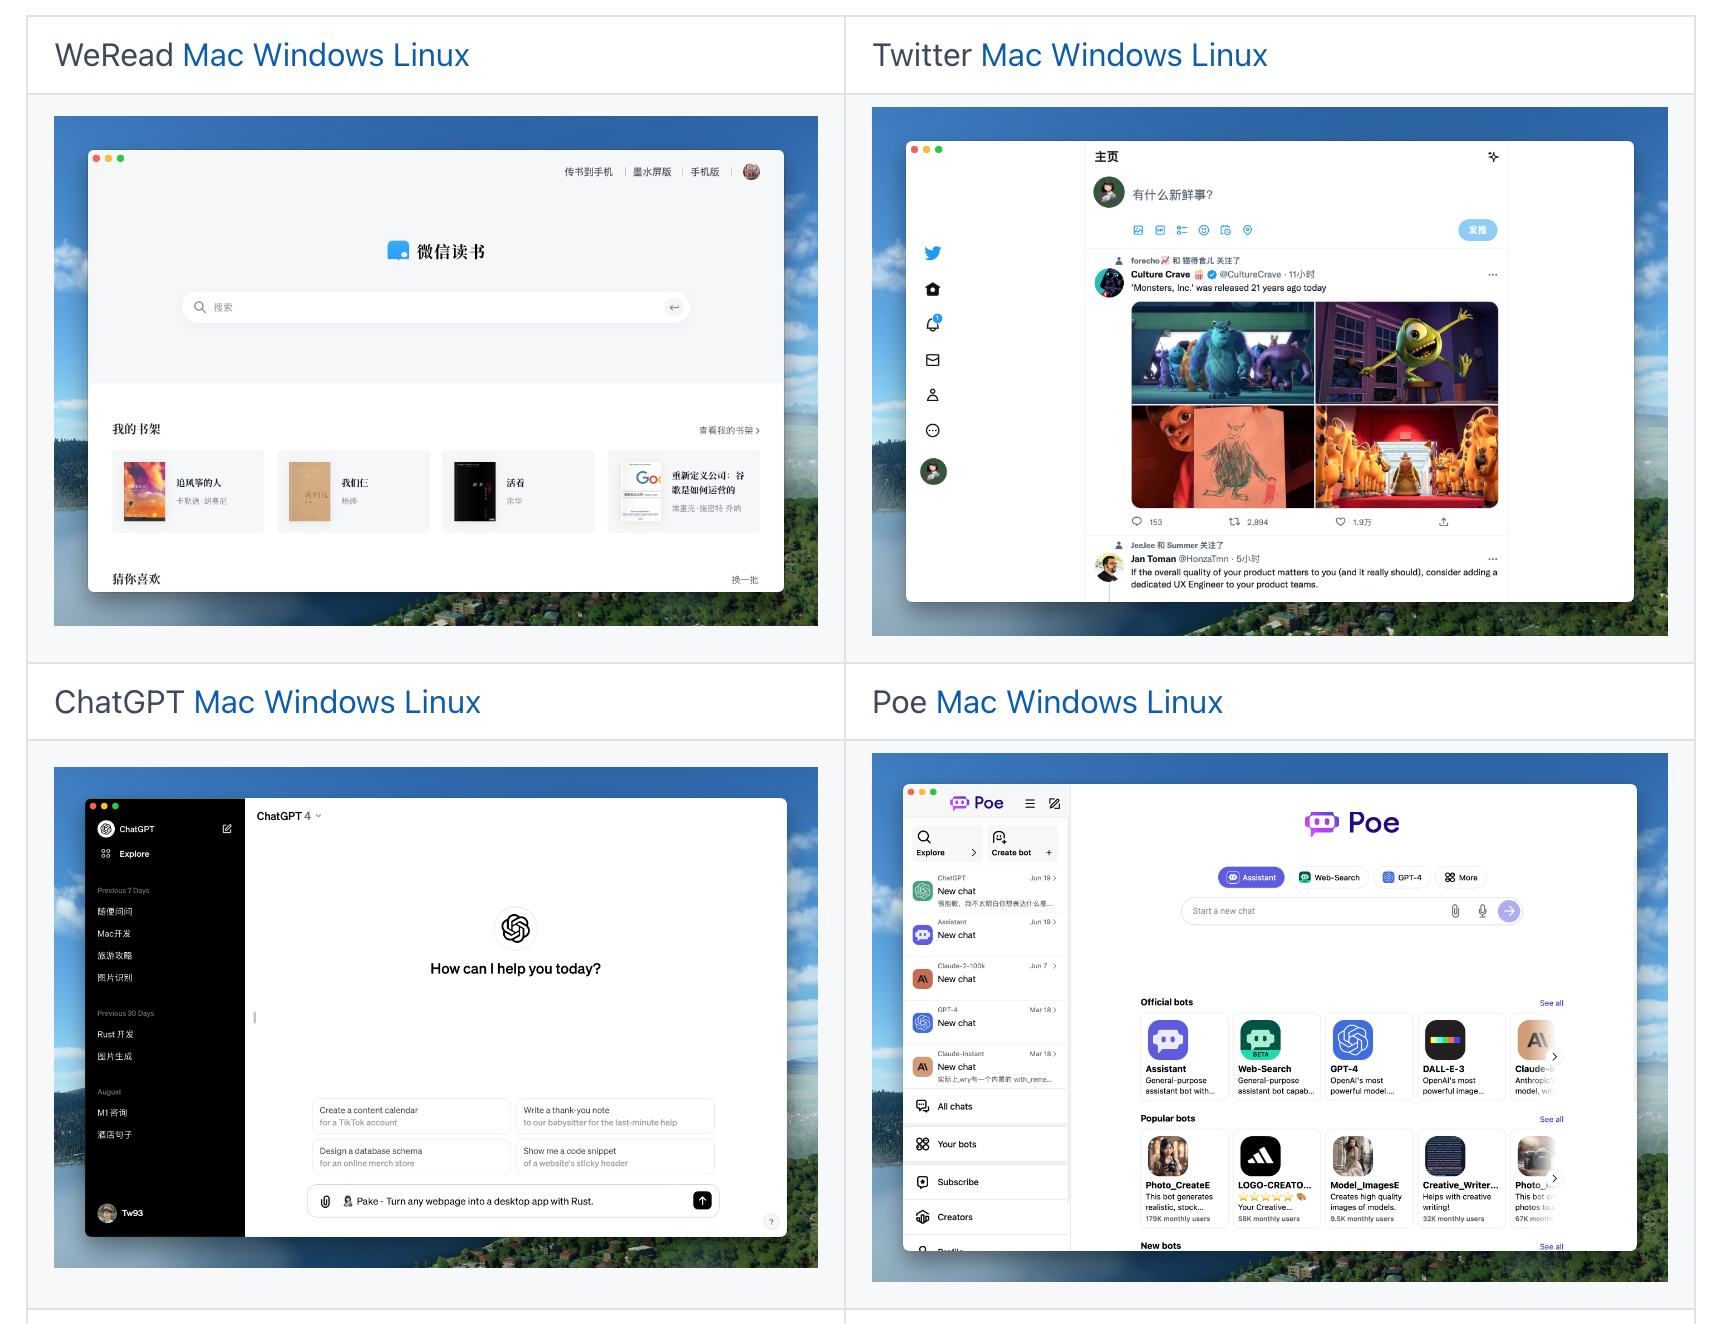 WeRead Mac Windows Linux
传书到手机 墨水屏版 手机版
微信读书
搜索
我的书架
查看我的书架
追风筝的人
卡勒德·胡赛尼
我们仨
杨绛
活着
余华
重新定义公司：谷
歌是如何运营的
埃里克·施密特 乔纳
猜你喜欢
换一批
Twitter Mac Windows Linux
主页
有什么新鲜事？
发推
1
forecho 和 猫得食儿 关注了
Culture Crave @CultureCrave · 11小时
'Monsters, Inc.' was released 21 years ago today
153 2,894 1.9万
JeeJee 和 Summer 关注了
Jan Toman @HonzaTmn · 5小时
If the overall quality of your product matters to you (and it really should), consider adding a
dedicated UX Engineer to your product teams.
ChatGPT Mac Windows Linux
ChatGPT
Explore
Previous 7 Days
随便问问
Mac开发
旅游攻略
图片识别
Previous 30 Days
Rust 开发
图片生成
August
M1 咨询
酒店句子
Tw93
ChatGPT 4
How can I help you today?
Create a content calendar
for a TikTok account
Write a thank-you note
to our babysitter for the last-minute help
Design a database schema
for an online merch store
Show me a code snippet
of a website's sticky header
Pake - Turn any webpage into a desktop app with Rust.
?
Poe Mac Windows Linux
Poe
Explore
Create bot +
ChatGPT Jun 19
New chat
很抱歉，我不太明白你想表达什么意...
Assistant Jun 19
New chat
Claude-2-100k Jun 7
New chat
GPT-4 Mar 18
New chat
Claude-instant Mar 18
New chat
实际上,wry有一个内置的 with_reme...
All chats
Your bots
Subscribe
Creators
Profile
Poe
Assistant Web-Search GPT-4 More
Start a new chat
Official bots
See all
Assistant
General-purpose
assistant bot with...
Web-Search
General-purpose
assistant bot capab...
BETA
GPT-4
OpenAI's most
powerful model....
DALL-E-3
OpenAI's most
powerful image...
Claude-i
Anthropic's
model, wit
Popular bots
See all
Photo_CreateE
This bot generates
realistic, stock...
179K monthly users
LOGO-CREATO...
Your Creative...
58K monthly users
Model_ImagesE
Creates high quality
images of models.
9.5K monthly users
Creative_Writer...
Helps with creative
writing!
32K monthly users
Photo_
This bot cr
photos to
67K month
New bots
See all